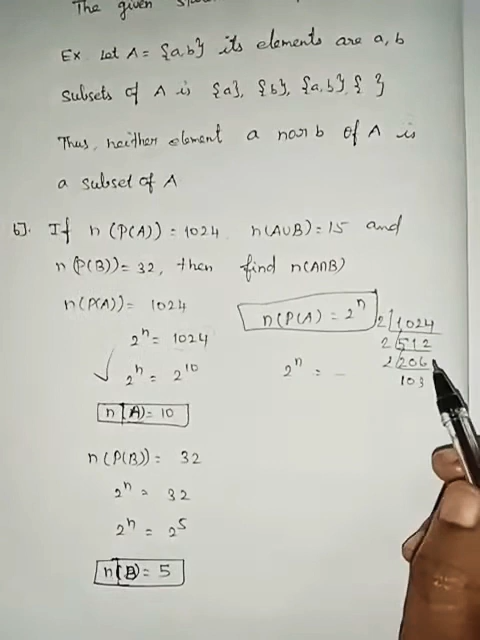 The given
Ex. Let A = {a,b} its elements are a, b
Subsets of A is {a}, {b}, {a,b} { }
Thus, neither element a nor b of A is
a subset of A
6]. If n(P(A)) = 1024 n(A∪B) = 15 and
n(P(B)) = 32, then find n(A∩B)
n(P(A)) = 1024
2ⁿ = 1024
✓ 2ⁿ = 2¹⁰
n(A) = 10
n(P(B)) = 32
2ⁿ = 32
2ⁿ = 2⁵
n(B) = 5
n(P(A)) = 2ⁿ
2ⁿ = –
2 | 1024
2 | 512
2 | 206
103